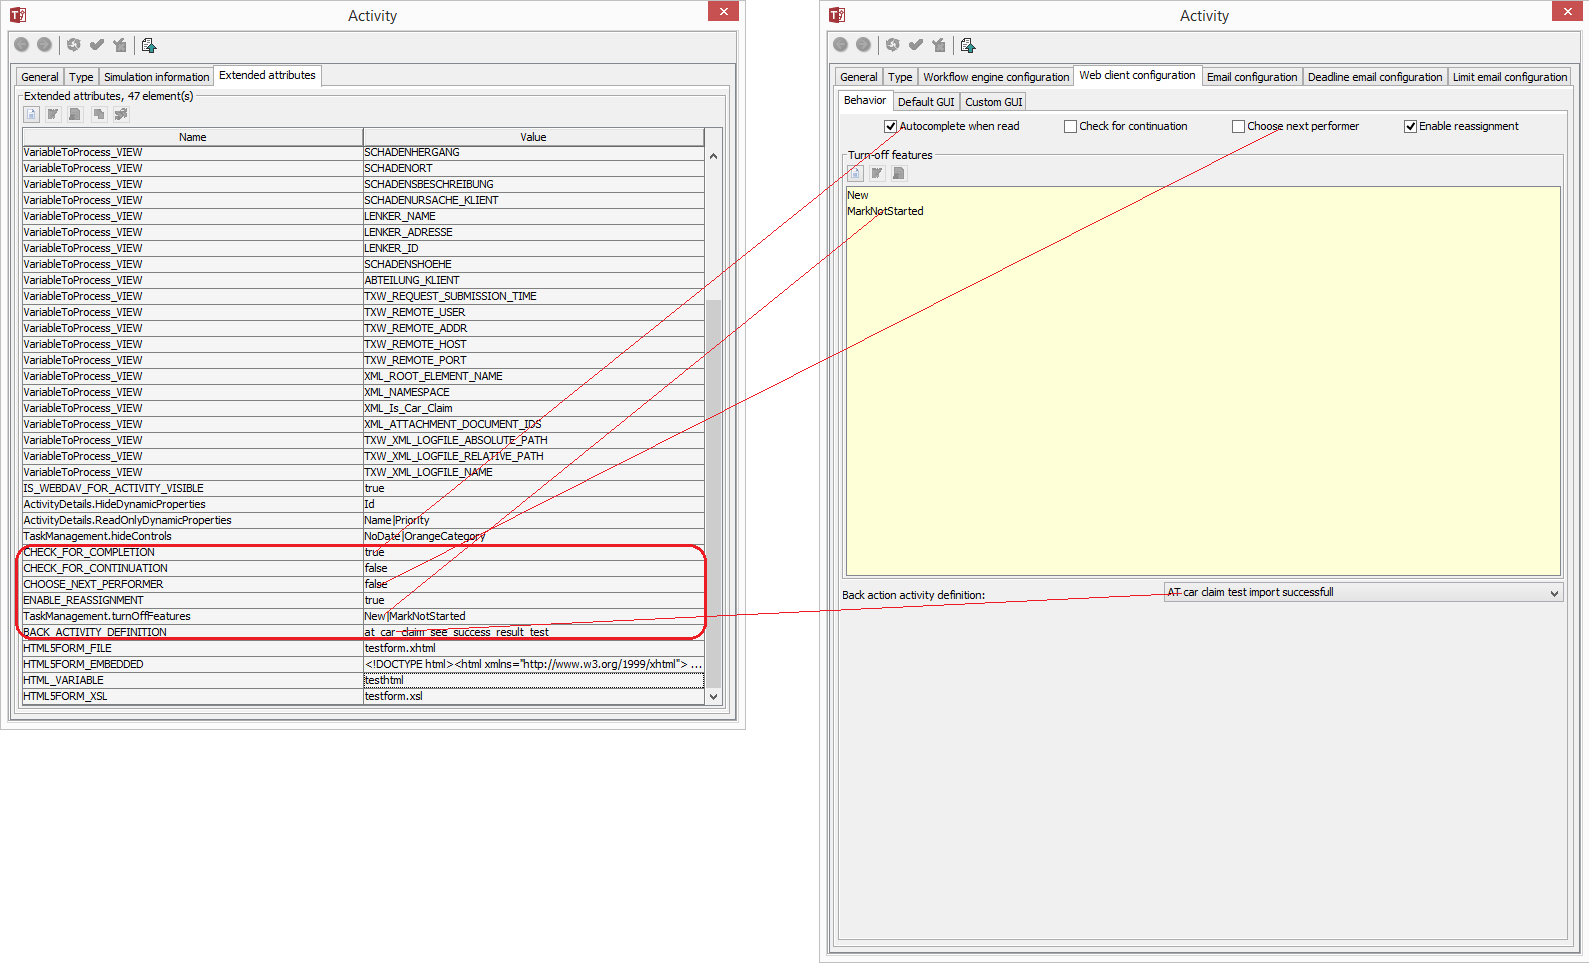 Activity
General Type Simulation information Extended attributes
Extended attributes, 47 element(s)
Name Value
VariableToProcess_VIEW SCHADENHERGANG
VariableToProcess_VIEW SCHADENORT
VariableToProcess_VIEW SCHADENSBESCHREIBUNG
VariableToProcess_VIEW SCHADENURSACHE_KLIENT
VariableToProcess_VIEW LENKER_NAME
VariableToProcess_VIEW LENKER_ADRESSE
VariableToProcess_VIEW LENKER_ID
VariableToProcess_VIEW SCHADENSHOEHE
VariableToProcess_VIEW ABTEILUNG_KLIENT
VariableToProcess_VIEW TXW_REQUEST_SUBMISSION_TIME
VariableToProcess_VIEW TXW_REMOTE_USER
VariableToProcess_VIEW TXW_REMOTE_ADDR
VariableToProcess_VIEW TXW_REMOTE_HOST
VariableToProcess_VIEW TXW_REMOTE_PORT
VariableToProcess_VIEW XML_ROOT_ELEMENT_NAME
VariableToProcess_VIEW XML_NAMESPACE
VariableToProcess_VIEW XML_Is_Car_Claim
VariableToProcess_VIEW XML_ATTACHMENT_DOCUMENT_IDS
VariableToProcess_VIEW TXW_XML_LOGFILE_ABSOLUTE_PATH
VariableToProcess_VIEW TXW_XML_LOGFILE_RELATIVE_PATH
VariableToProcess_VIEW TXW_XML_LOGFILE_NAME
IS_WEBDAV_FOR_ACTIVITY_VISIBLE true
ActivityDetails.HideDynamicProperties Id
ActivityDetails.ReadOnlyDynamicProperties Name|Priority
TaskManagement.hideControls NoDate|OrangeCategory
CHECK_FOR_COMPLETION true
CHECK_FOR_CONTINUATION false
CHOOSE_NEXT_PERFORMER false
ENABLE_REASSIGNMENT true
TaskManagement.turnOffFeatures New|MarkNotStarted
BACK_ACTIVITY_DEFINITION at_car_claim_see_success_result_test
HTML5FORM_FILE testform.xhtml
HTML5FORM_EMBEDDED <!DOCTYPE html><html xmlns="http://www.w3.org/1999/xhtml"> ...
HTML_VARIABLE testhtml
HTML5FORM_XSL testform.xsl
Activity
General Type Workflow engine configuration Web client configuration Email configuration Deadline email configuration Limit email configuration
Behavior Default GUI Custom GUI
Autocomplete when read Check for continuation Choose next performer Enable reassignment
Turn-off features
New
MarkNotStarted
Back action activity definition: AT car claim test import successfull